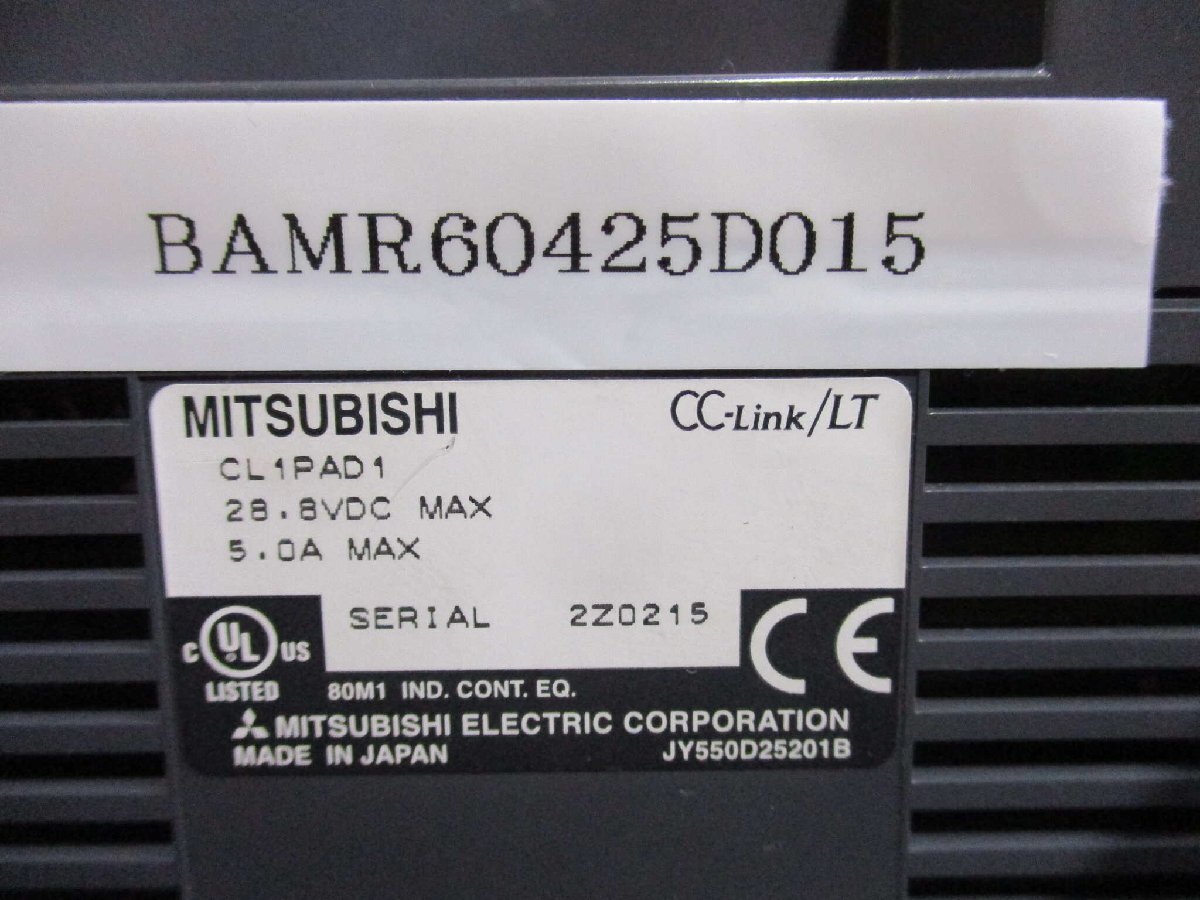 BAMR60425D015
MITSUBISHI CC-Link/LT
CL1PAD1
28.8VDC MAX
5.0A MAX
SERIAL 2Z0215
C UL US
LISTED
CE
80M1 IND. CONT. EQ.
MITSUBISHI ELECTRIC CORPORATION
MADE IN JAPAN JY550D25201B